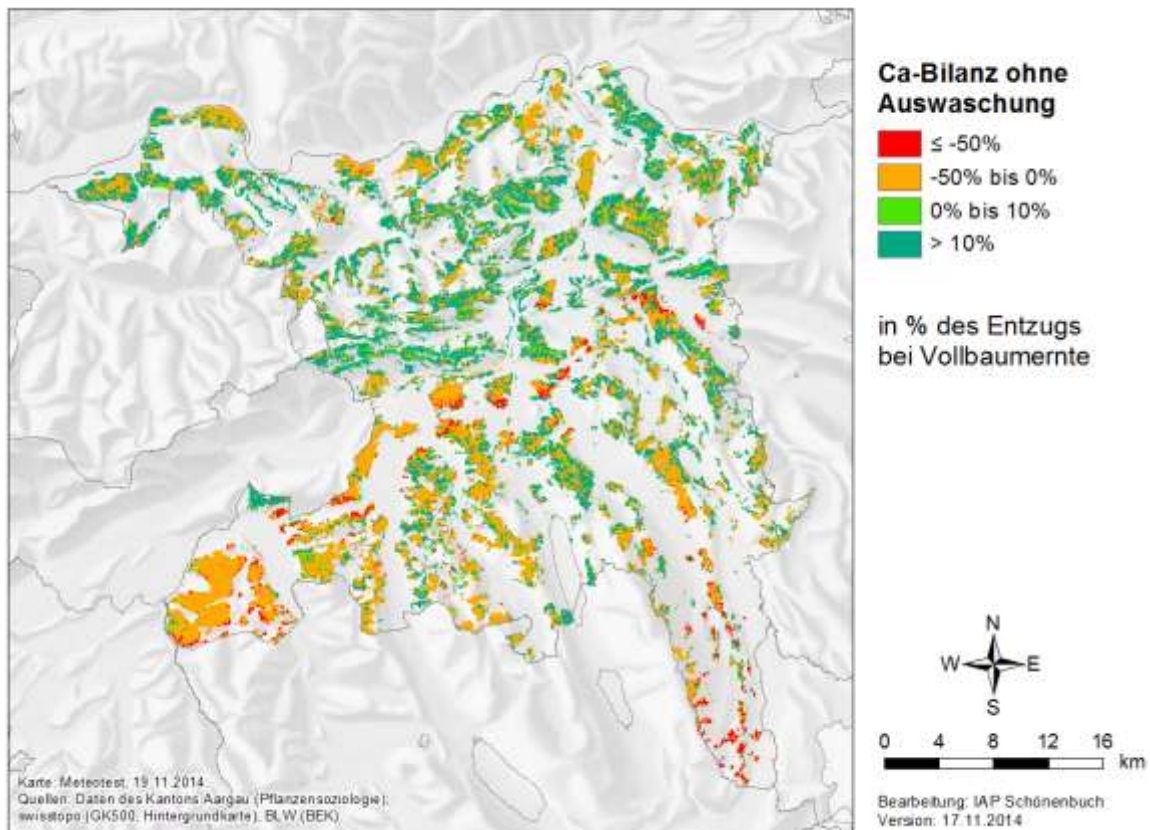 Ca-Bilanz ohne
Auswaschung
≤ -50%
-50% bis 0%
0% bis 10%
> 10%
in % des Entzugs
bei Vollbaumernte
N
W E
S
0 4 8 12 16
km
Karte: Meteotest, 19.11.2014.
Quellen: Daten des Kantons Aargau (Pflanzensoziologie);
swisstopo (GK500, Hintergrundkarte), BLW (BEK)
Bearbeitung: IAP Schönenbuch
Version: 17.11.2014